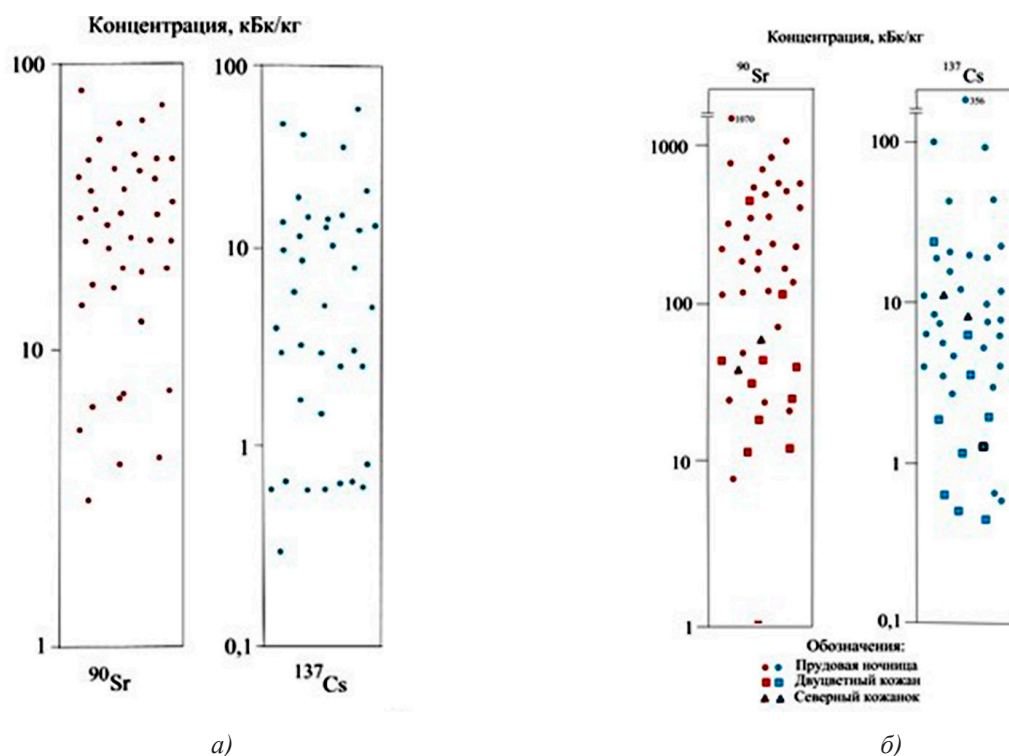 Концентрация, кБк/кг
100
10
1
⁹⁰Sr
100
10
1
0,1
¹³⁷Cs
а)
Концентрация, кБк/кг
⁹⁰Sr
1070
1000
100
10
1
¹³⁷Cs
356
100
10
1
0,1
Обозначения:
Прудовая ночница
Двуцветный кожан
Северный кожанок
б)